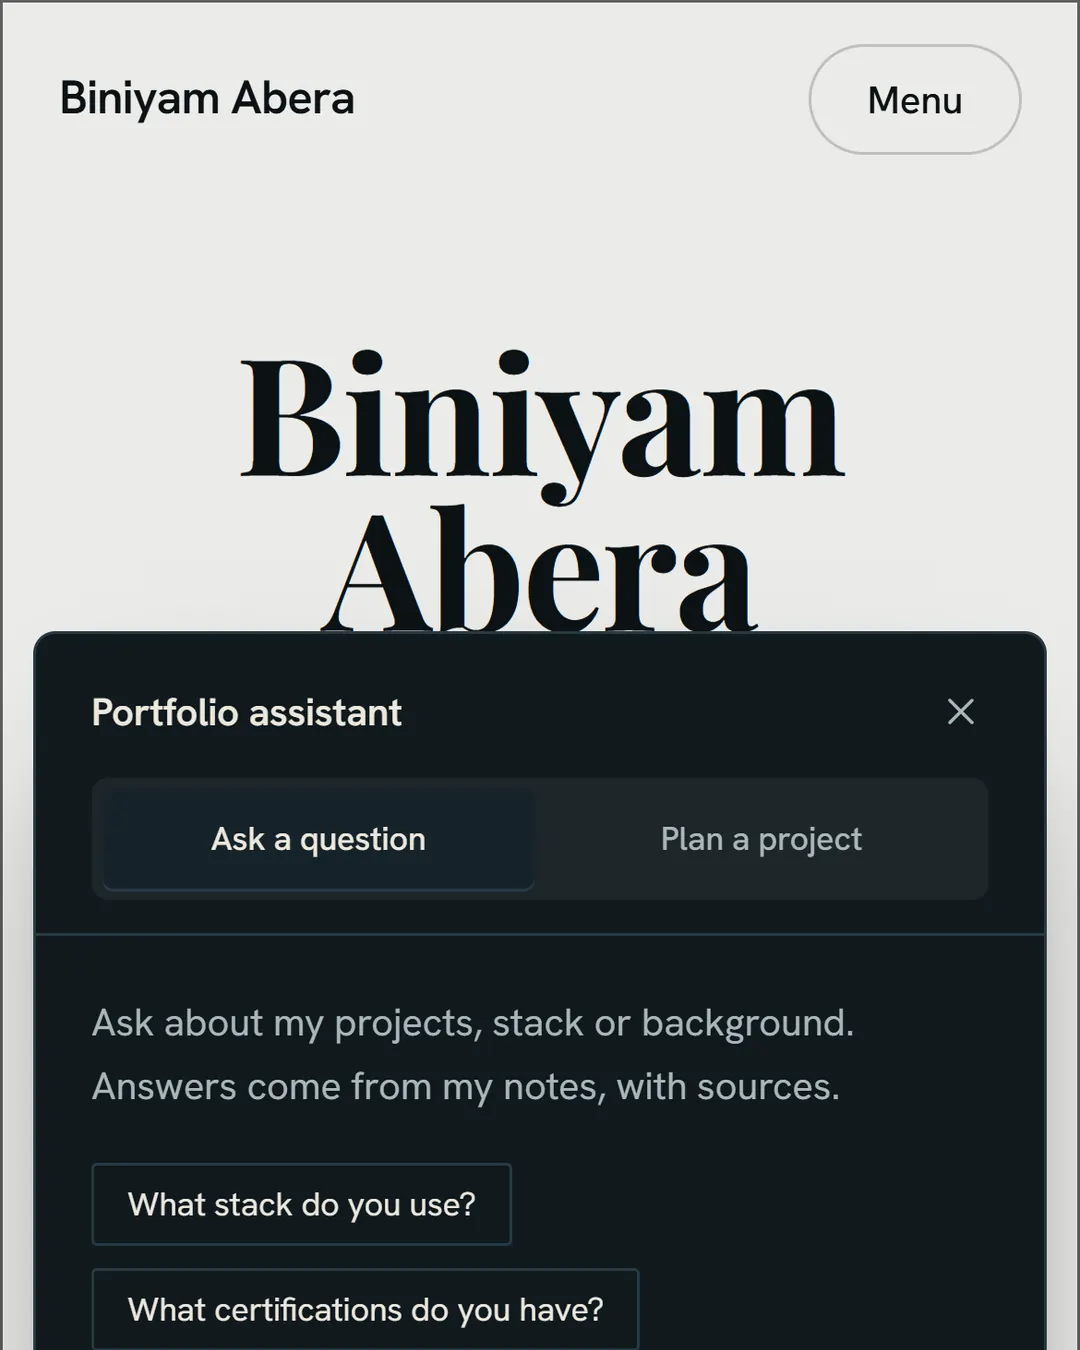 Biniyam Abera
Menu
Biniyam
Abera
Portfolio assistant
Ask a question
Plan a project
Ask about my projects, stack or background.
Answers come from my notes, with sources.
What stack do you use?
What certifications do you have?